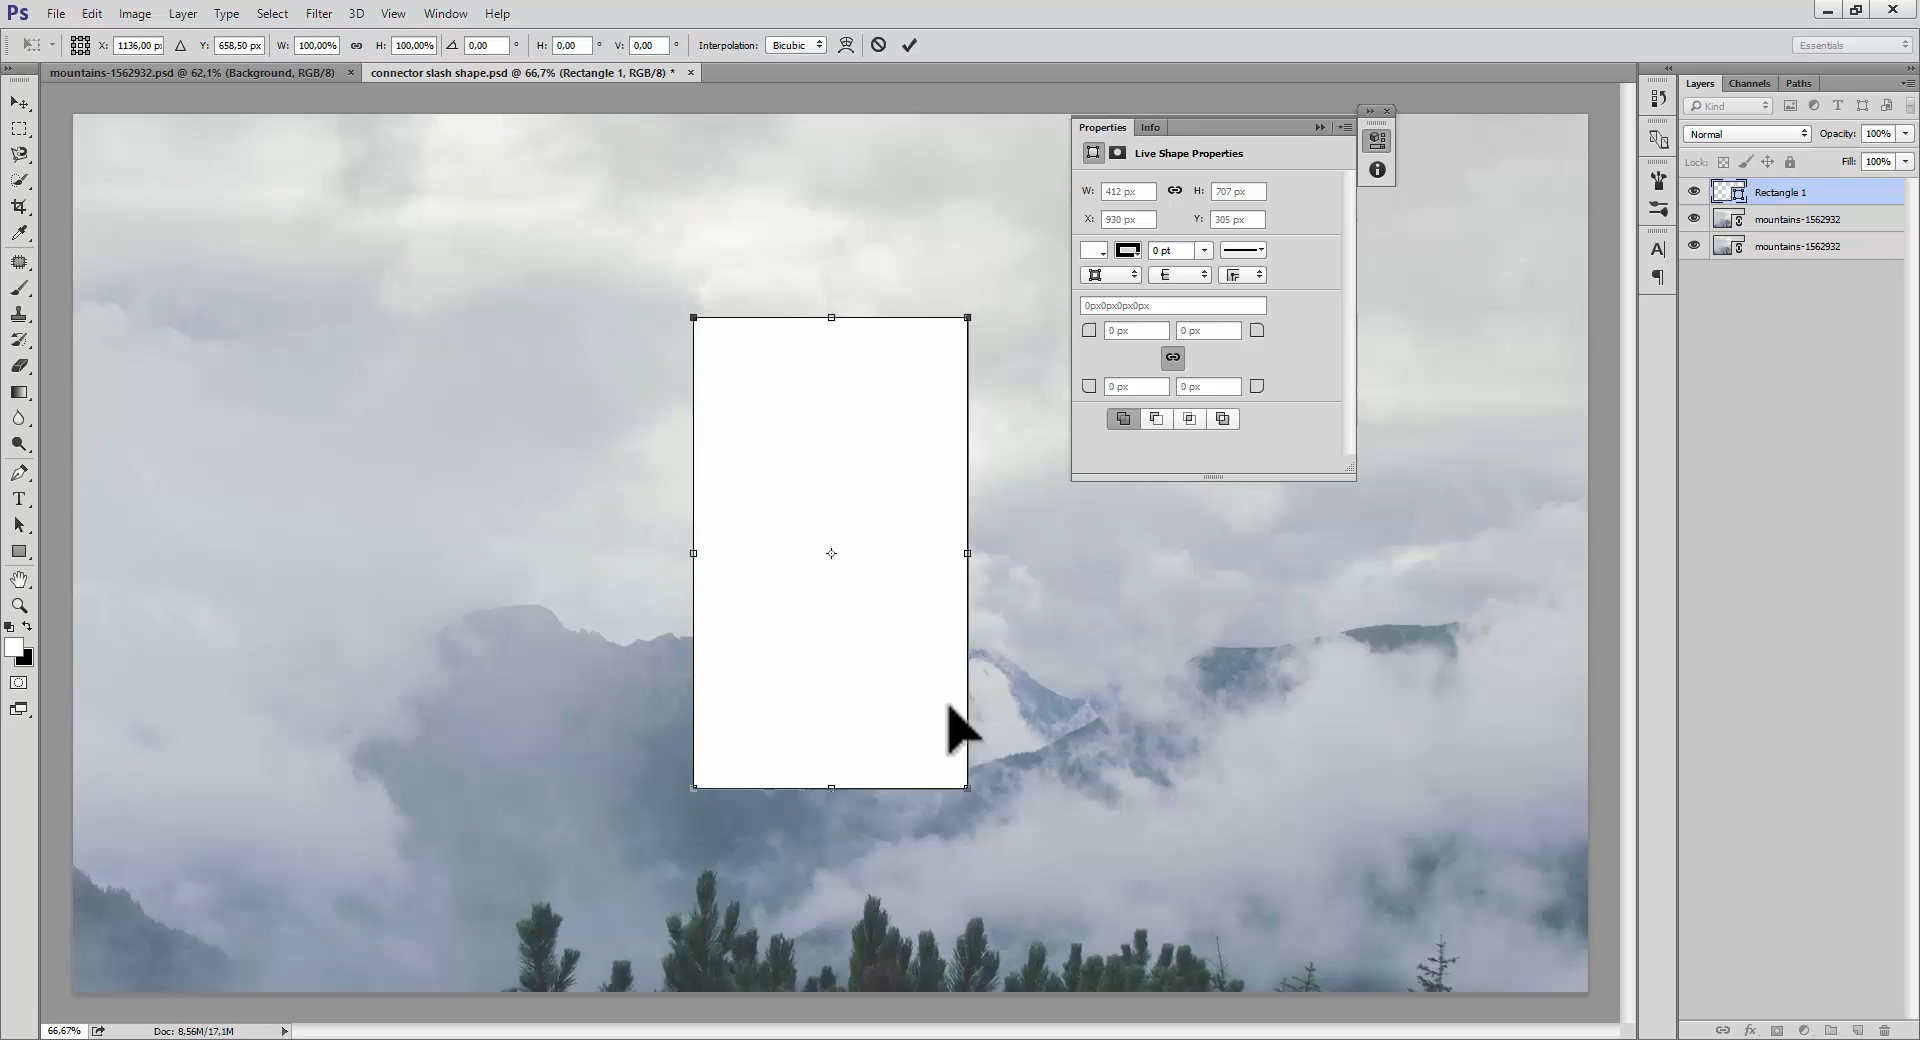 Ps File Edit Image Layer Type Select Filter 3D View Window Help
X: 1136,00 p: Y: 658,50 px W: 100,00% H: 100,00% 0,00 ° H: 0,00 ° V: 0,00 ° Interpolation: Bicubic Essentials
mountains-1562932.psd @ 62,1% (Background, RGB/8) × connector slash shape.psd @ 66,7% (Rectangle 1, RGB/8) * ×
Layers Channels Paths
Kind
Normal Opacity: 100%
Lock: Fill: 100%
Rectangle 1
mountains-1562932
mountains-1562932
Properties Info
Live Shape Properties
W: 412 px H: 707 px
X: 930 px Y: 305 px
0 pt
0px0px0px0px
0 px 0 px
0 px 0 px
66,67% Doc: 8,56M/17,1M